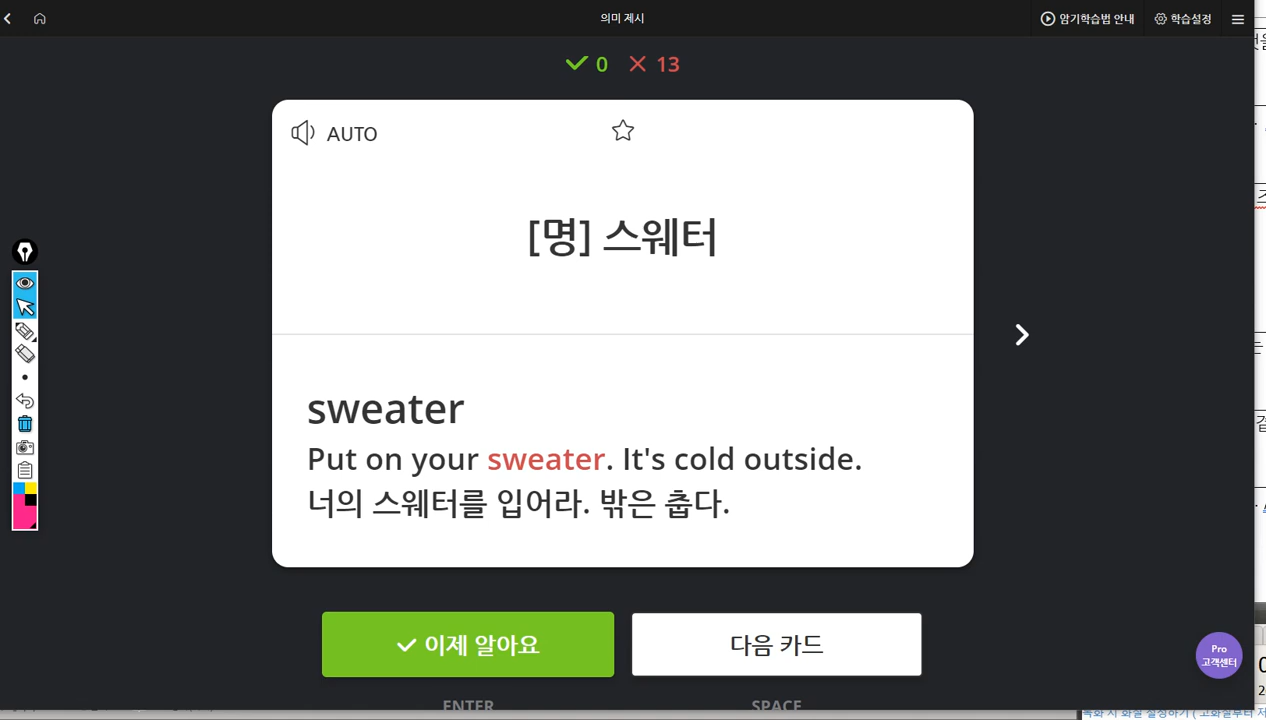 의미 제시
암기학습법 안내
학습설정
0
13
AUTO
[명] 스웨터
sweater
Put on your sweater. It's cold outside.
너의 스웨터를 입어라. 밖은 춥다.
이제 알아요
다음 카드
Pro
고객센터
ENTER
SPACE